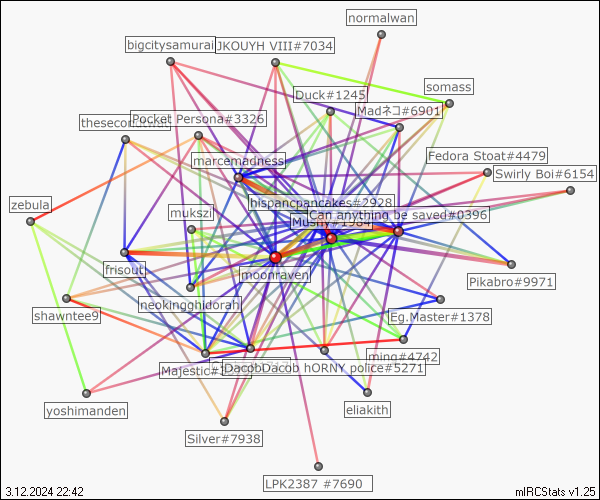 normalwan
bigcitysamurai
JKOUYH VIII#7034
somass
Duck#1245
Madネコ#6901
Pocket Persona#3326
Fedora Stoat#4479
marcemadness
Swirly Boi#6154
zebula
hispancpancakes#2928
mukszi
Can anything be saved#0396
frisout
moonraven
Pikabro#9971
neokingghidorah
shawntee9
Eg.Master#1378
ming#4742
DacobDacob hORNY police#5271
yoshimanden
eliakith
Silver#7938
LPK2387 #7690
3.12.2024 22:42
mIRCStats v1.25